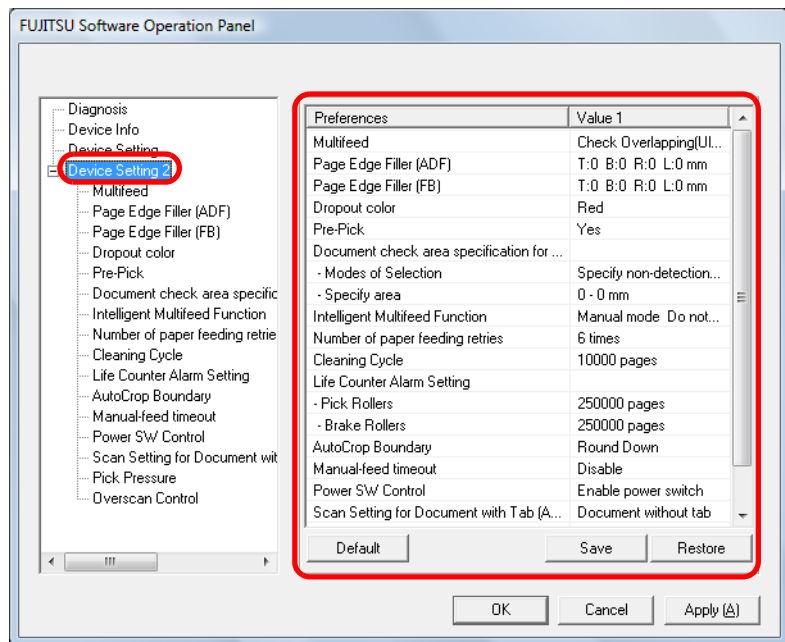 FUJITSU Software Operation Panel
Diagnosis
Device Info
Device Setting
Device Setting 2
Multifeed
Page Edge Filler (ADF)
Page Edge Filler (FB)
Dropout color
Pre-Pick
Document check area specific
Intelligent Multifeed Function
Number of paper feeding retrie
Cleaning Cycle
Life Counter Alarm Setting
AutoCrop Boundary
Manual-feed timeout
Power SW Control
Scan Setting for Document wit
Pick Pressure
Overscan Control
Preferences Value 1
Multifeed Check Overlapping(Ul...
Page Edge Filler (ADF) T:0 B:0 R:0 L:0 mm
Page Edge Filler (FB) T:0 B:0 R:0 L:0 mm
Dropout color Red
Pre-Pick Yes
Document check area specification for ...
- Modes of Selection Specify non-detection...
- Specify area 0 - 0 mm
Intelligent Multifeed Function Manual mode Do not...
Number of paper feeding retries 6 times
Cleaning Cycle 10000 pages
Life Counter Alarm Setting
- Pick Rollers 250000 pages
- Brake Rollers 250000 pages
AutoCrop Boundary Round Down
Manual-feed timeout Disable
Power SW Control Enable power switch
Scan Setting for Document with Tab (A... Document without tab
Default Save Restore
OK Cancel Apply (A)